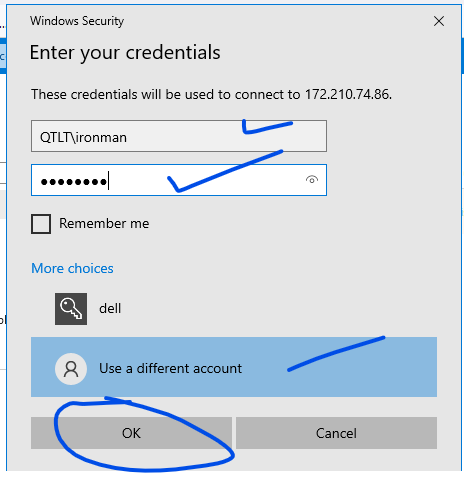 Windows Security
Enter your credentials
These credentials will be used to connect to 172.210.74.86.
QTLT\ironman
●●●●●●●●
Remember me
More choices
dell
Use a different account
OK
Cancel